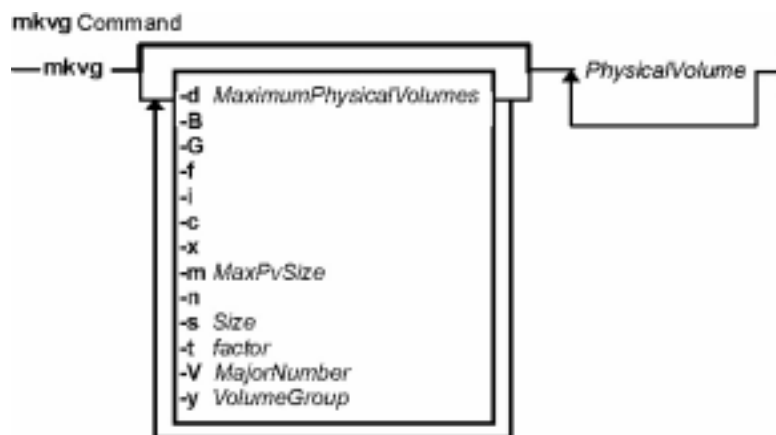 mkvg Command
mkvg PhysicalVolume
-d MaximumPhysicalVolumes
-B
-G
-f
-i
-c
-x
-m MaxPvSize
-n
-s Size
-t factor
-V MajorNumber
-y VolumeGroup